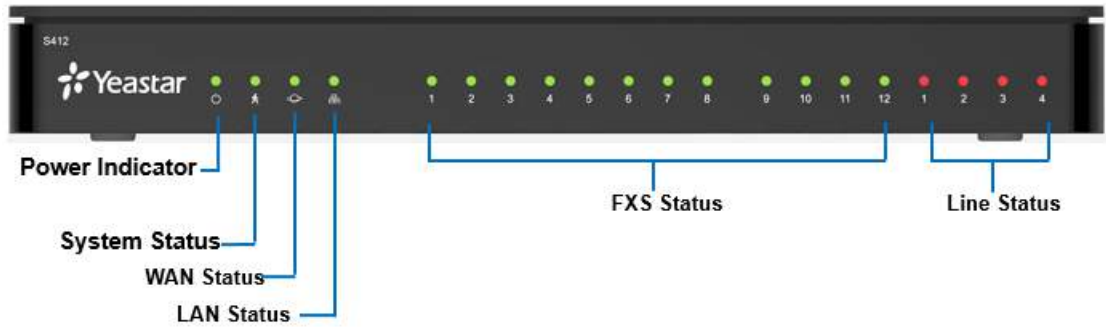 S412
Yeastar
1 2 3 4 5 6 7 8 9 10 11 12 1 2 3 4
Power Indicator
FXS Status
Line Status
System Status
WAN Status
LAN Status